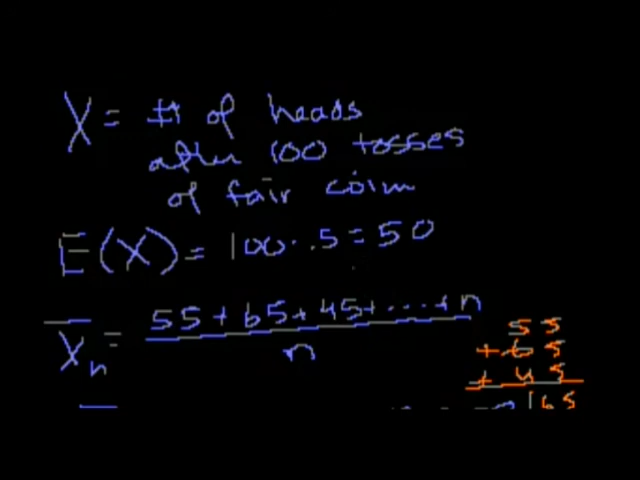 X = # of heads
after 100 tosses
of fair coin
E(X) = 100 · .5 = 50
X̄n = 55 + 65 + 45 + ... + n
n
55
+ 65
+ 45
165